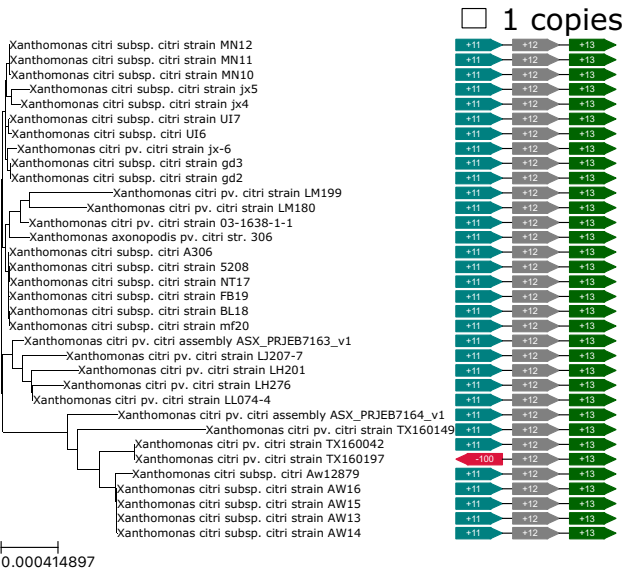 1 copies
Xanthomonas citri subsp. citri strain MN12 +11 +12 +13
Xanthomonas citri subsp. citri strain MN11 +11 +12 +13
Xanthomonas citri subsp. citri strain MN10 +11 +12 +13
Xanthomonas citri subsp. citri strain jx5 +11 +12 +13
Xanthomonas citri subsp. citri strain jx4 +11 +12 +13
Xanthomonas citri subsp. citri strain UI7 +11 +12 +13
Xanthomonas citri subsp. citri UI6 +11 +12 +13
Xanthomonas citri pv. citri strain jx-6 +11 +12 +13
Xanthomonas citri subsp. citri strain gd3 +11 +12 +13
Xanthomonas citri subsp. citri strain gd2 +11 +12 +13
Xanthomonas citri pv. citri strain LM199 +11 +12 +13
Xanthomonas citri pv. citri strain LM180 +11 +12 +13
Xanthomonas citri pv. citri strain 03-1638-1-1 +11 +12 +13
Xanthomonas axonopodis pv. citri str. 306 +11 +12 +13
Xanthomonas citri subsp. citri A306 +11 +12 +13
Xanthomonas citri subsp. citri strain 5208 +11 +12 +13
Xanthomonas citri subsp. citri strain NT17 +11 +12 +13
Xanthomonas citri subsp. citri strain FB19 +11 +12 +13
Xanthomonas citri subsp. citri strain BL18 +11 +12 +13
Xanthomonas citri subsp. citri strain mf20 +11 +12 +13
Xanthomonas citri pv. citri assembly ASX_PRJEB7163_v1 +11 +12 +13
Xanthomonas citri pv. citri strain LJ207-7 +11 +12 +13
Xanthomonas citri pv. citri strain LH201 +11 +12 +13
Xanthomonas citri pv. citri strain LH276 +11 +12 +13
Xanthomonas citri pv. citri strain LL074-4 +11 +12 +13
Xanthomonas citri pv. citri assembly ASX_PRJEB7164_v1 +11 +12 +13
Xanthomonas citri pv. citri strain TX160149 +11 +12 +13
Xanthomonas citri pv. citri strain TX160042 +11 +12 +13
Xanthomonas citri pv. citri strain TX160197 -100 +12 +13
Xanthomonas citri subsp. citri Aw12879 +11 +12 +13
Xanthomonas citri subsp. citri strain AW16 +11 +12 +13
Xanthomonas citri subsp. citri strain AW15 +11 +12 +13
Xanthomonas citri subsp. citri strain AW13 +11 +12 +13
Xanthomonas citri subsp. citri strain AW14 +11 +12 +13
0.000414897